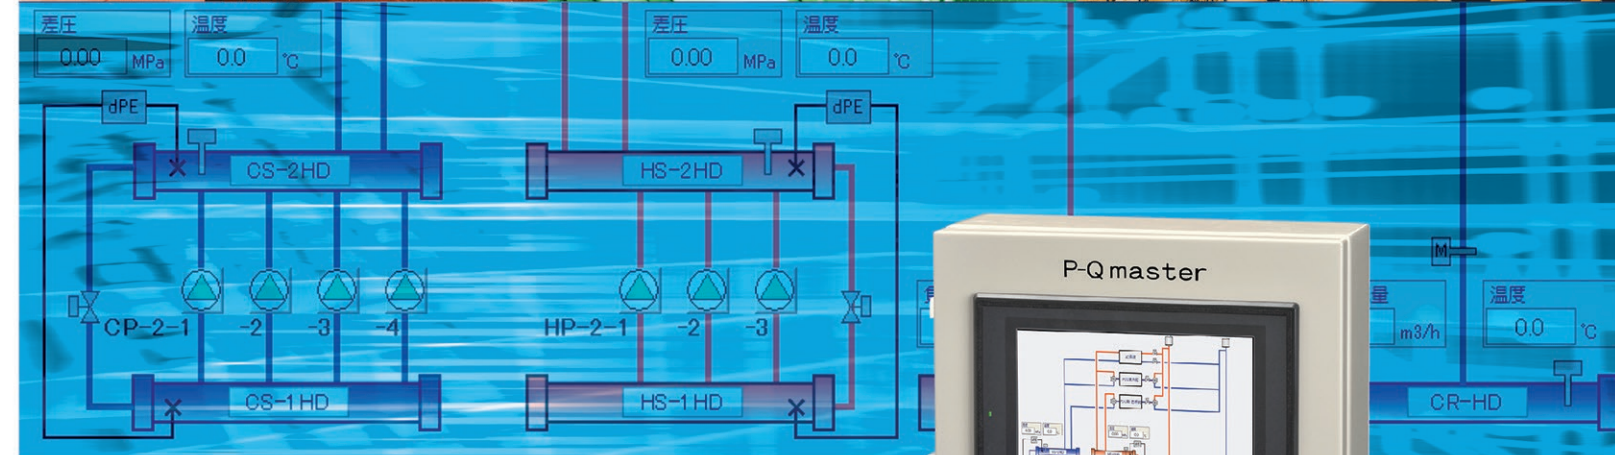 差圧
0.00 MPa
温度
0.0 ℃
差圧
0.00 MPa
温度
0.0 ℃
dPE
dPE
CS-2HD
HS-2HD
P-Q master
M
量
m3/h
温度
0.0 ℃
CP-2-1 -2 -3 -4
HP-2-1 -2 -3
CS-1HD
HS-1HD
CR-HD